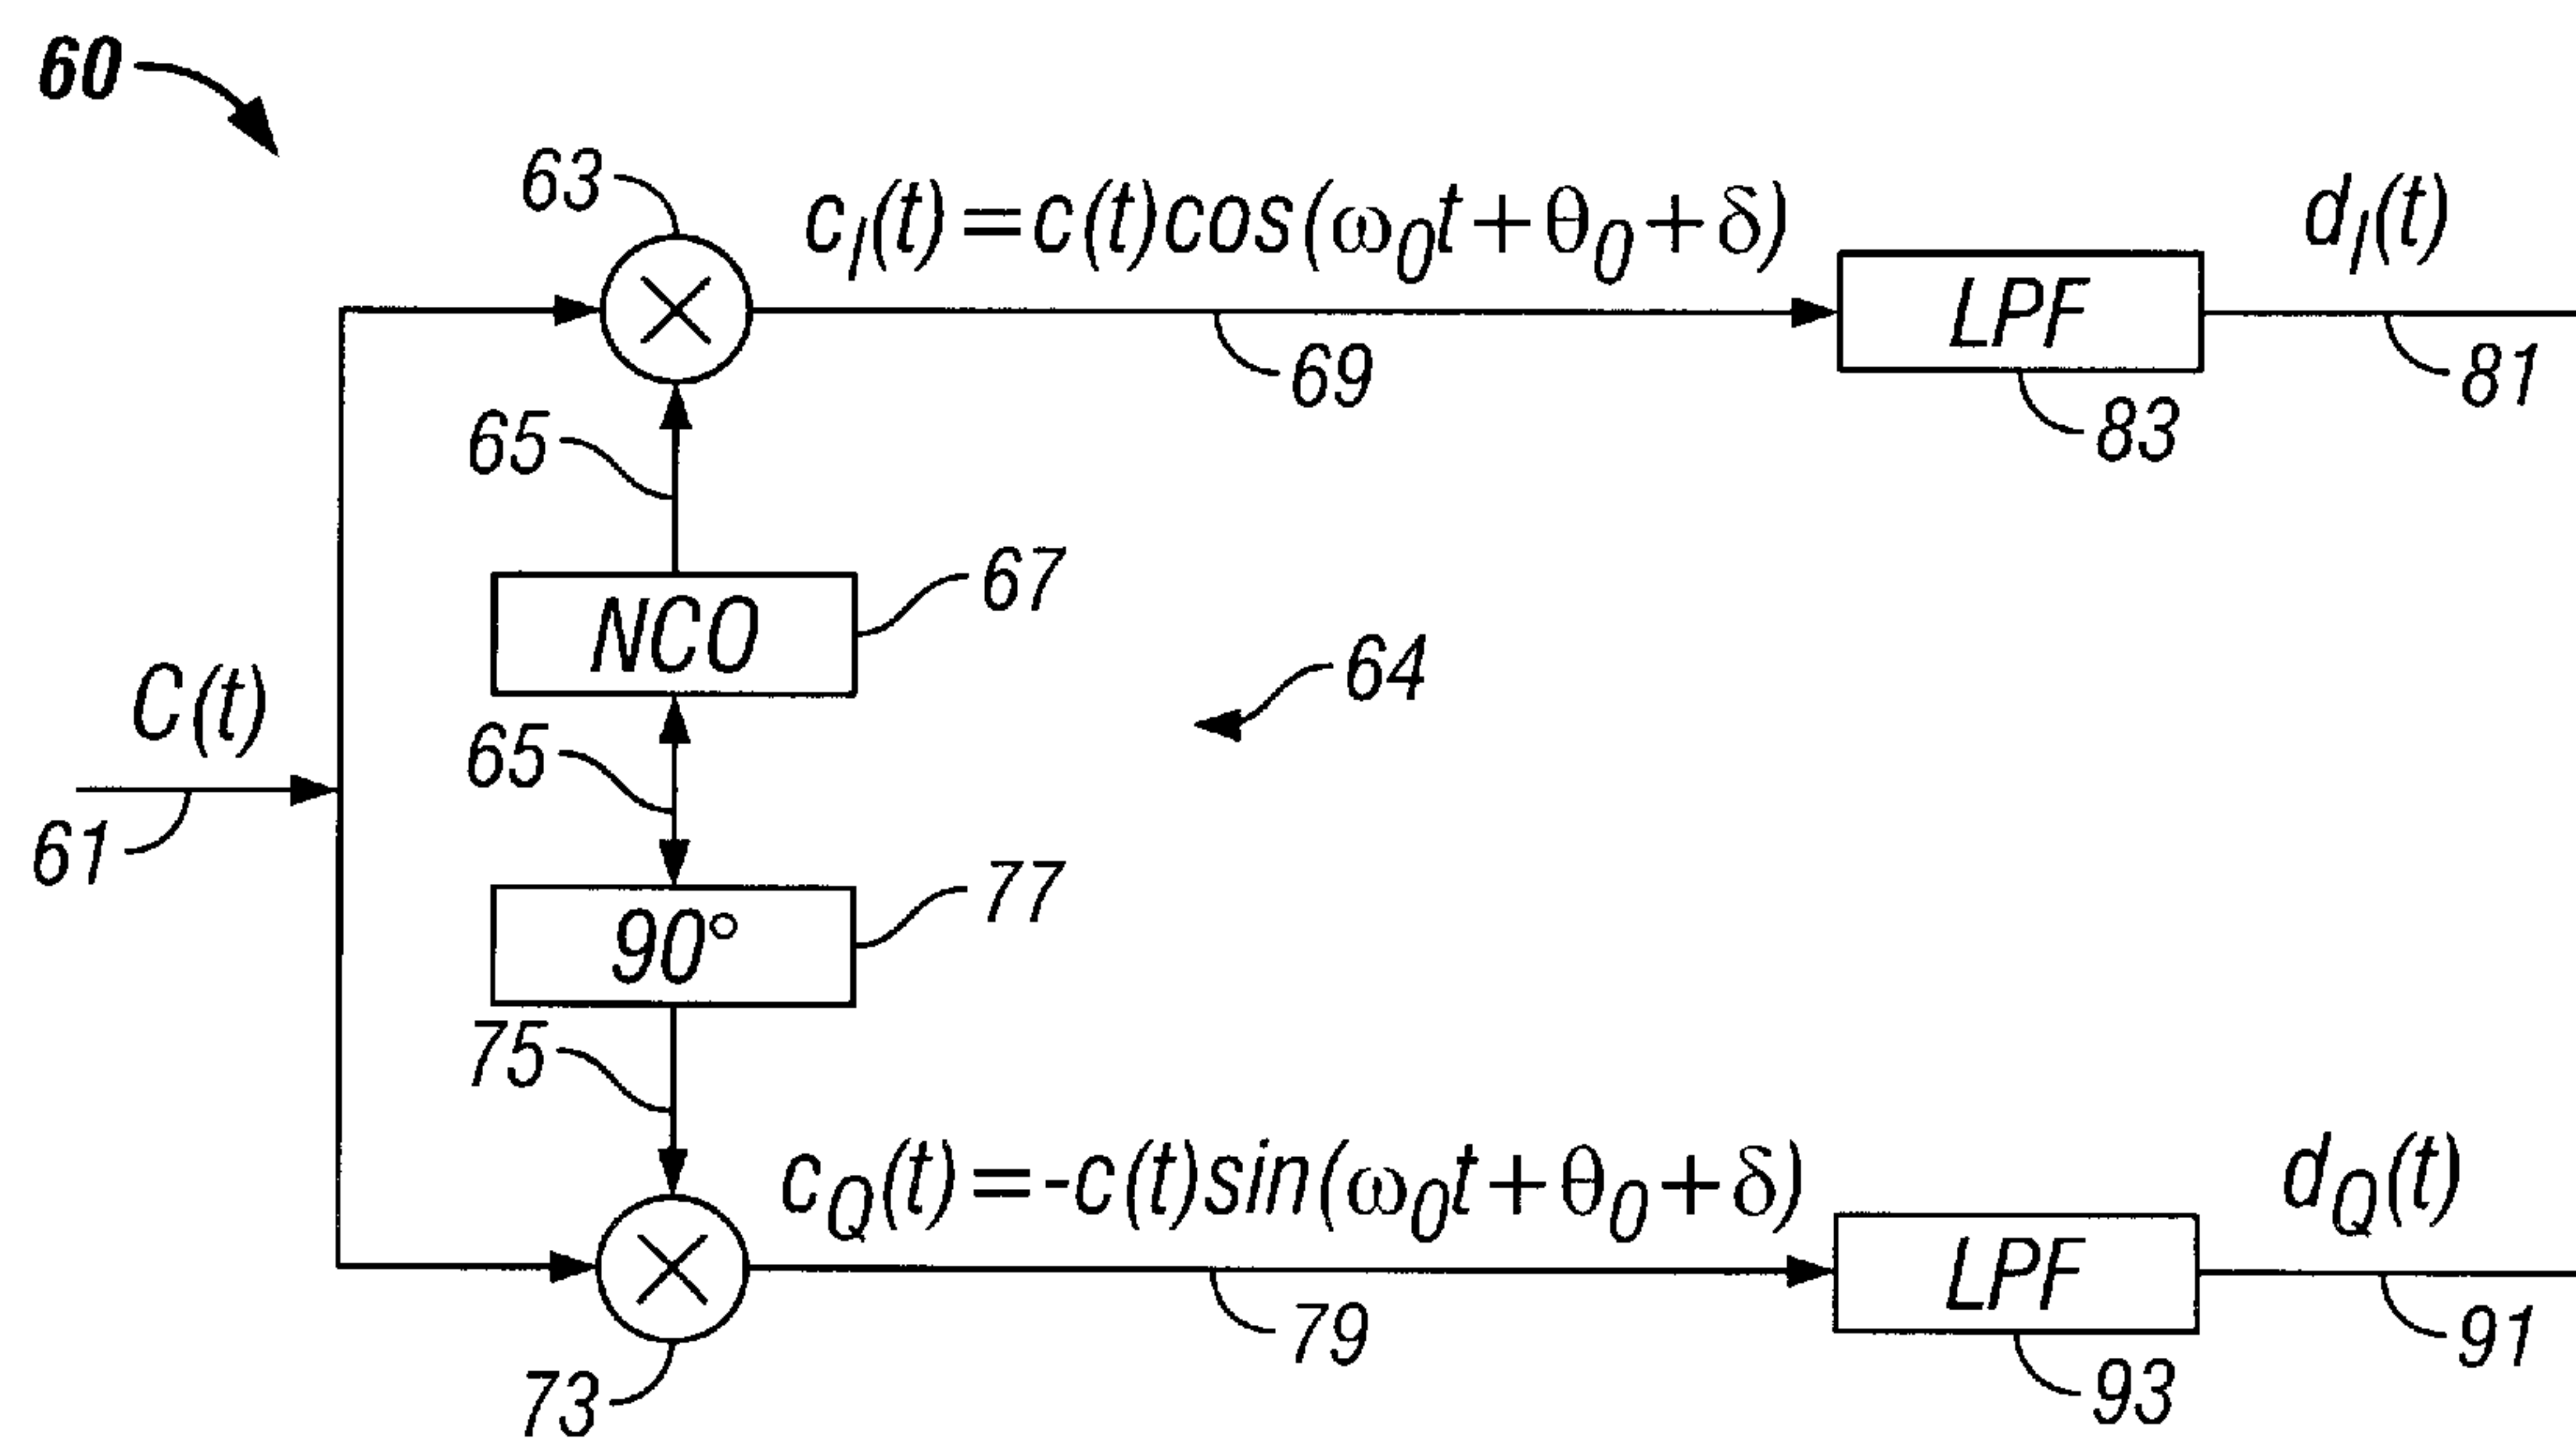 60
63
c_I(t)=c(t)cos(ω_0t+θ_0+δ)
d_I(t)
LPF
69
81
83
65
NCO
67
64
C(t)
65
61
90°
77
75
c_Q(t)=-c(t)sin(ω_0t+θ_0+δ)
d_Q(t)
LPF
79
91
93
73